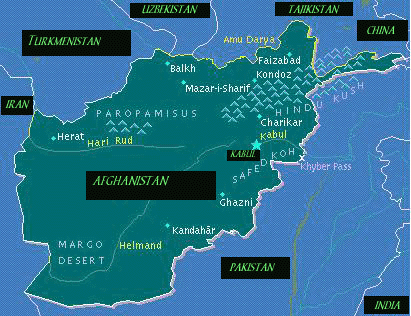 UZBEKISTAN
TAJIKISTAN
CHINA
TURKMENISTAN
Amu Darya
Faizabad
Balkh
Kondoz
Mazar-i-Sharif
HINDU KUSH
IRAN
PAROPAMISUS
Charikar
Kabul
Herat
Hari Rud
KABUL
SAFED KOH
Khyber Pass
AFGHANISTAN
Ghazni
Kandahār
MARGO
DESERT
Helmand
PAKISTAN
INDIA